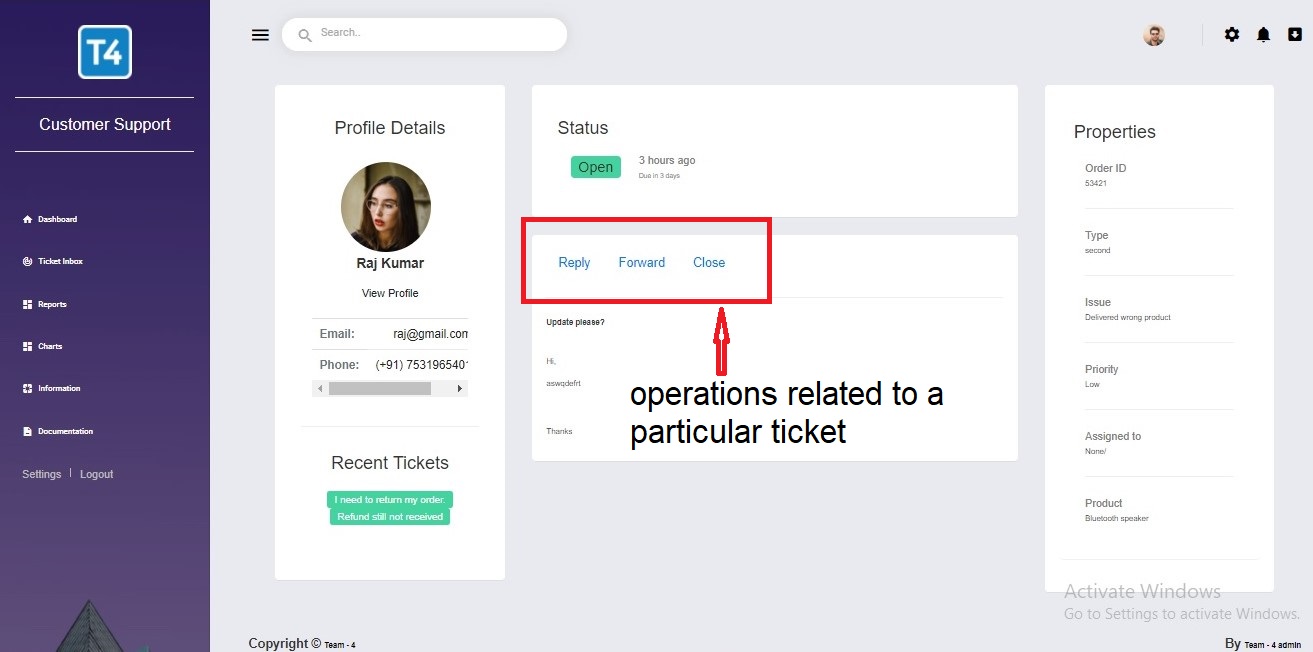 T4
Customer Support
Dashboard
Ticket Inbox
Reports
Charts
Information
Documentation
Settings | Logout
Search..
Profile Details
Raj Kumar
View Profile
Email: raj@gmail.com
Phone: (+91) 7531965401
Recent Tickets
I need to return my order.
Refund still not received
Status
Open
3 hours ago
Due in 3 days
Reply Forward Close
Update please?
Hi,
aswqdefrt
Thanks
operations related to a
particular ticket
Properties
Order ID
53421
Type
second
Issue
Delivered wrong product
Priority
Low
Assigned to
None/
Product
Bluetooth speaker
Activate Windows
Go to Settings to activate Windows.
Copyright © Team - 4
By Team - 4 admin